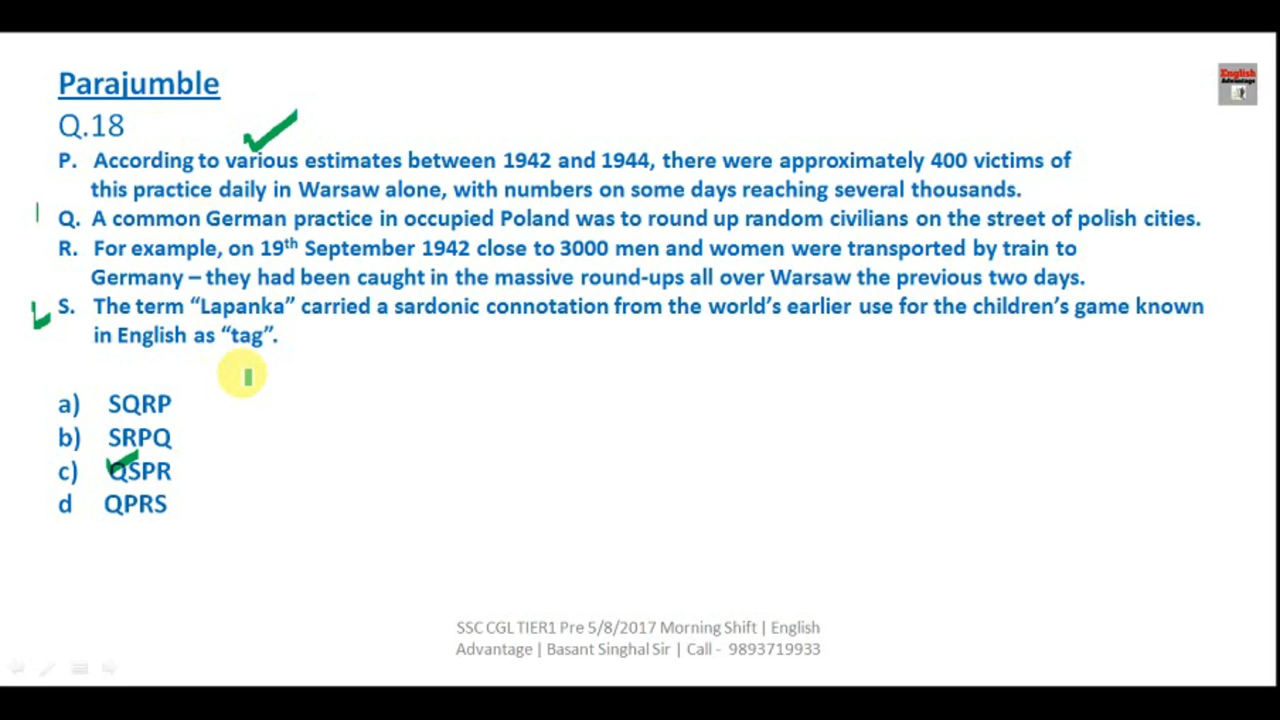 Parajumble
English
Advantage
Q.18
P. According to various estimates between 1942 and 1944, there were approximately 400 victims of
this practice daily in Warsaw alone, with numbers on some days reaching several thousands.
Q. A common German practice in occupied Poland was to round up random civilians on the street of polish cities.
R. For example, on 19th September 1942 close to 3000 men and women were transported by train to
Germany – they had been caught in the massive round-ups all over Warsaw the previous two days.
S. The term “Lapanka” carried a sardonic connotation from the world’s earlier use for the children’s game known
in English as “tag”.
a) SQRP
b) SRPQ
c) QSPR
d QPRS
SSC CGL TIER1 Pre 5/8/2017 Morning Shift | English
Advantage | Basant Singhal Sir | Call - 9893719933